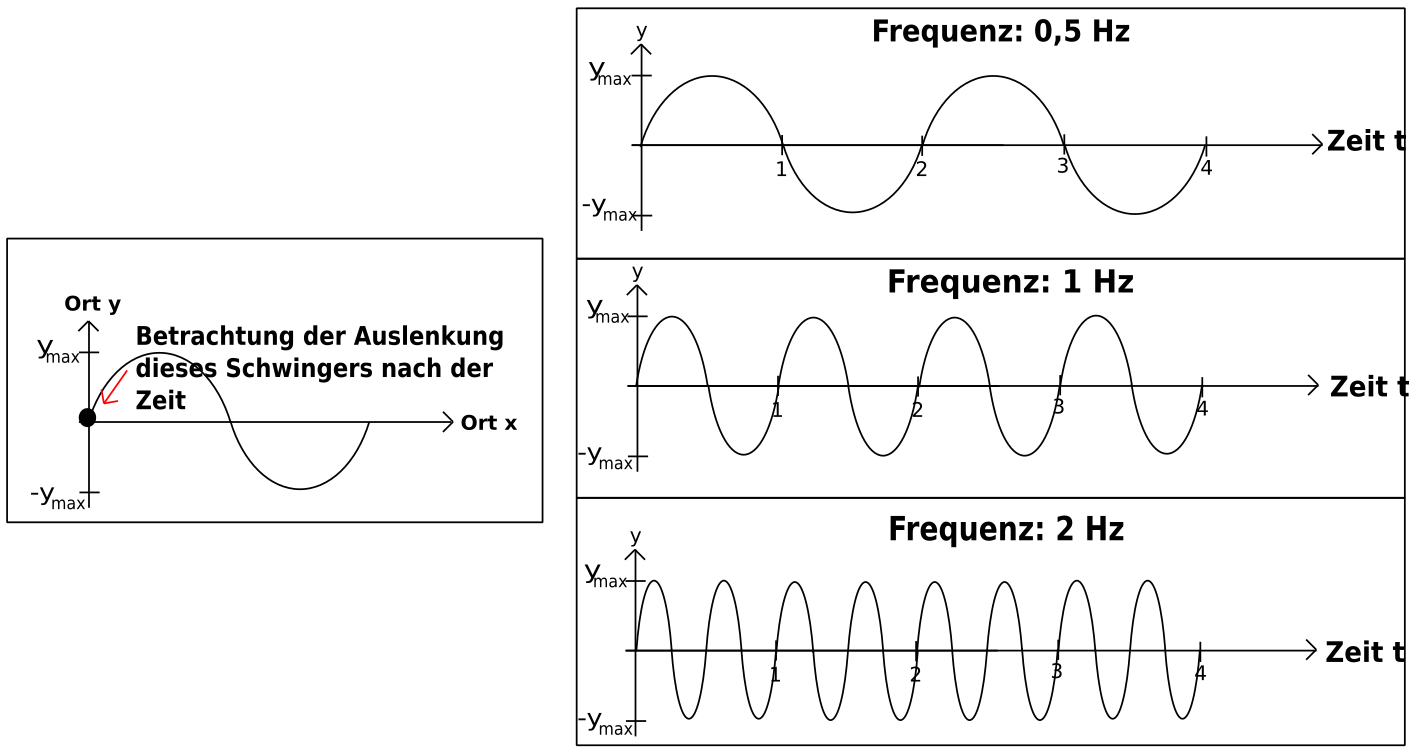 Ort y
ymax
Betrachtung der Auslenkung
dieses Schwingers nach der
Zeit
Ort x
-ymax
Frequenz: 0,5 Hz
y
ymax
Zeit t
1 2 3 4
-ymax
Frequenz: 1 Hz
y
ymax
Zeit t
1 2 3 4
-ymax
Frequenz: 2 Hz
y
ymax
Zeit t
1 2 3 4
-ymax